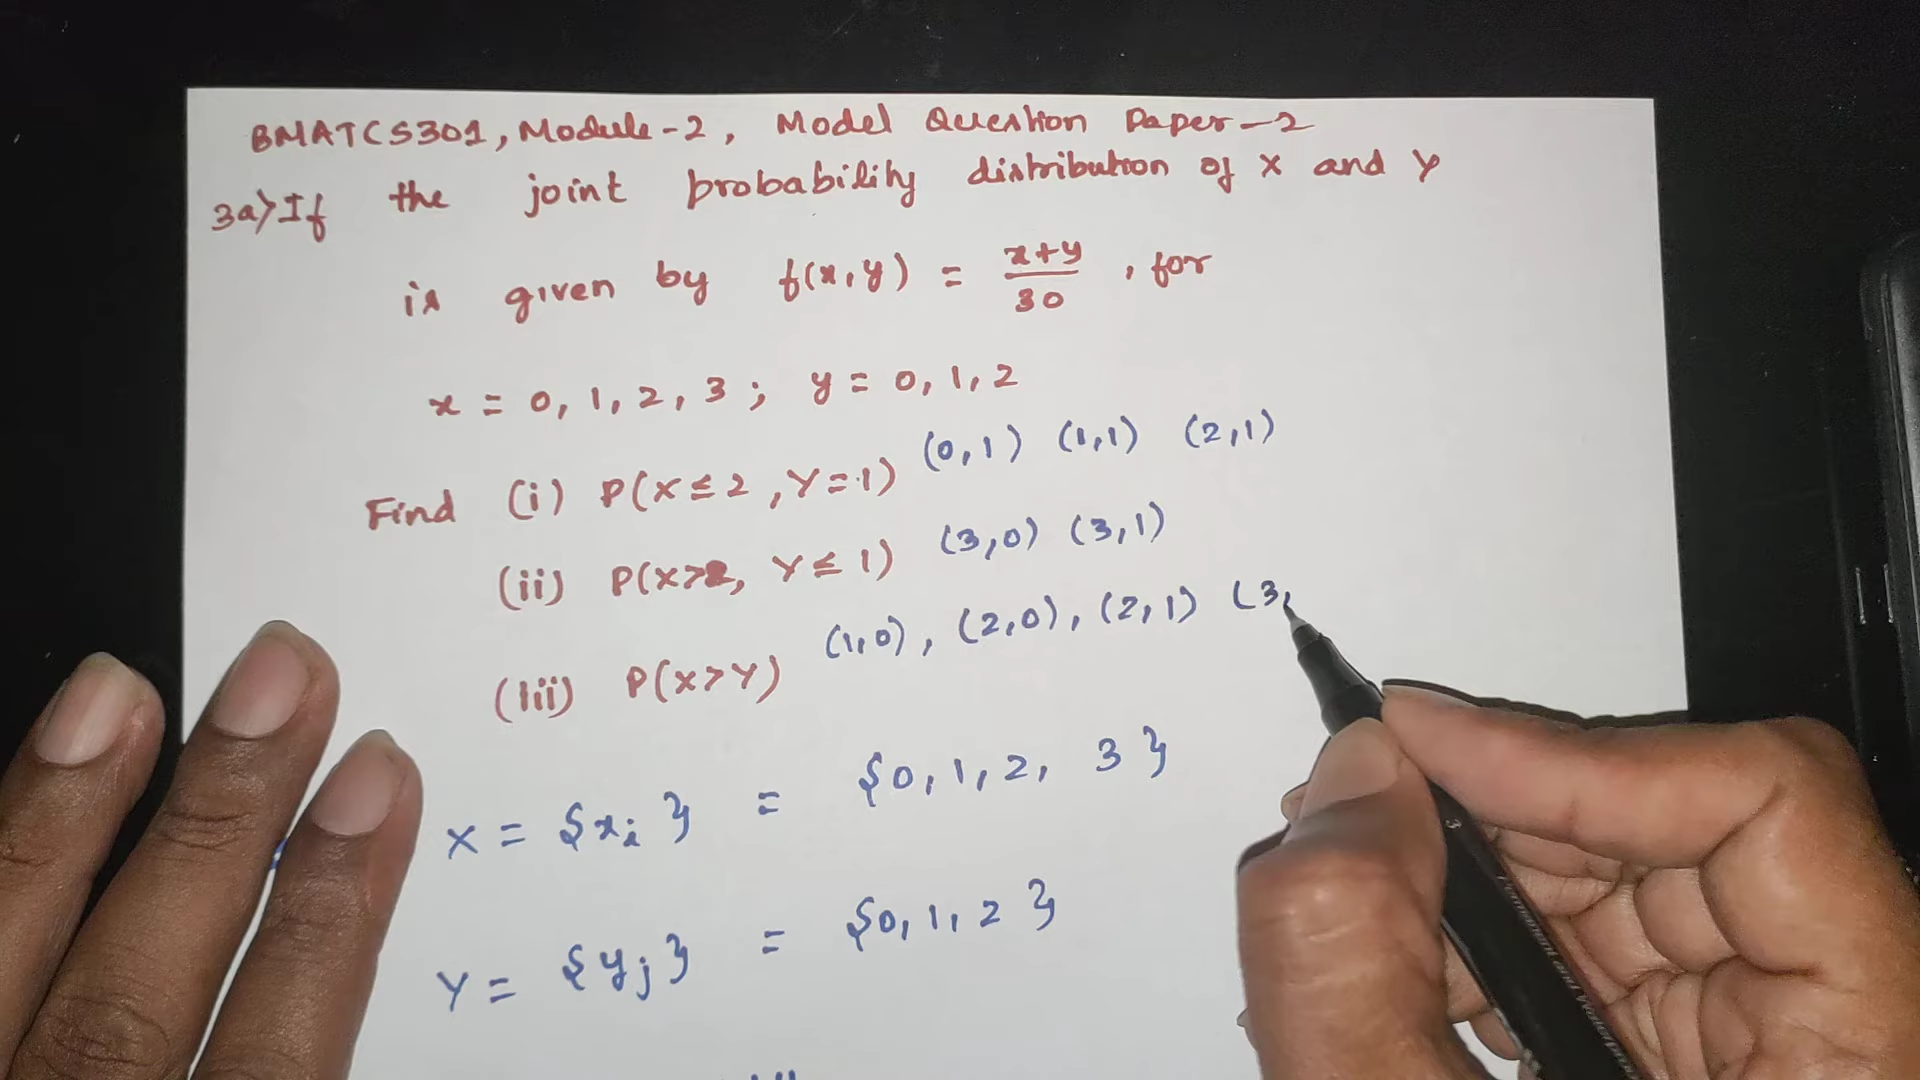 BMATCS301, Module-2, Model Question Paper-2
3a) If the joint probability distribution of x and y
is given by f(x,y) = x+y/30, for
x = 0, 1, 2, 3 ; y = 0, 1, 2
Find (i) P(X≤2, Y=1) (0,1) (1,1) (2,1)
(ii) P(X>2, Y≤1) (3,0) (3,1)
(iii) P(X>Y) (1,0), (2,0), (2,1) (3,
X = {xi} = {0, 1, 2, 3}
Y = {yj} = {0, 1, 2}